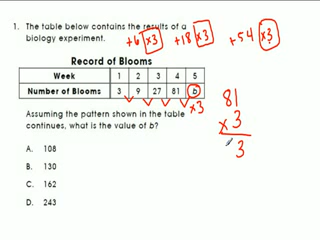 1. The table below contains the results of a
biology experiment.
+6 ×3 +18 ×3 +54 ×3
Record of Blooms
Week 1 2 3 4 5
Number of Blooms 3 9 27 81 b
×3
Assuming the pattern shown in the table
continues, what is the value of b?
81
× 3
3
A. 108
B. 130
C. 162
D. 243